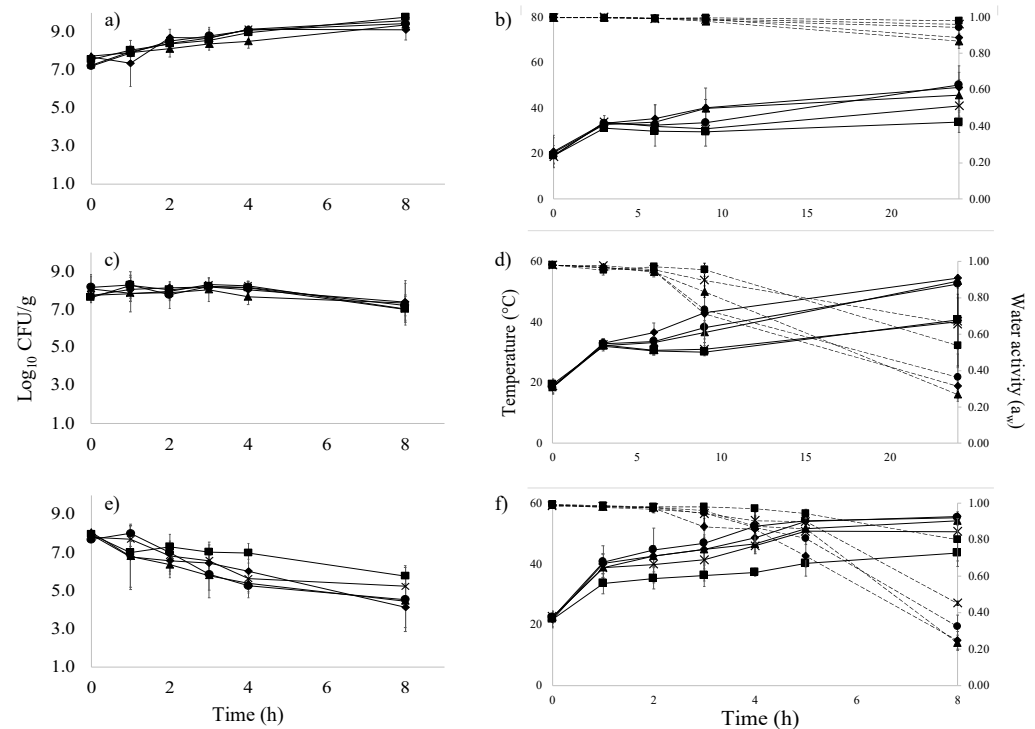 a)
9.0
7.0
5.0
3.0
1.0
0 2 4 6 8
b)
80
60
40
20
0
0 5 10 15 20
1.00
0.80
0.60
0.40
0.20
0.00
c)
9.0
7.0
5.0
3.0
1.0
0 2 4 6 8
Log10 CFU/g
d)
60
40
20
0
0 5 10 15 20
1.00
0.80
0.60
0.40
0.20
0.00
Temperature (°C)
Water activity (aw)
e)
9.0
7.0
5.0
3.0
1.0
0 2 4 6 8
Time (h)
f)
60
40
20
0
0 2 4 6 8
1.00
0.80
0.60
0.40
0.20
0.00
Time (h)